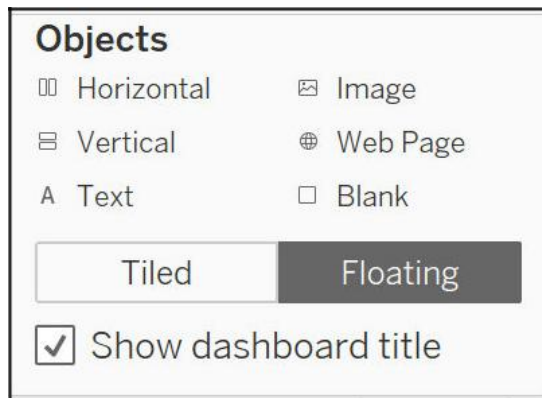 Objects
Horizontal Image
Vertical Web Page
A Text Blank
Tiled Floating
Show dashboard title